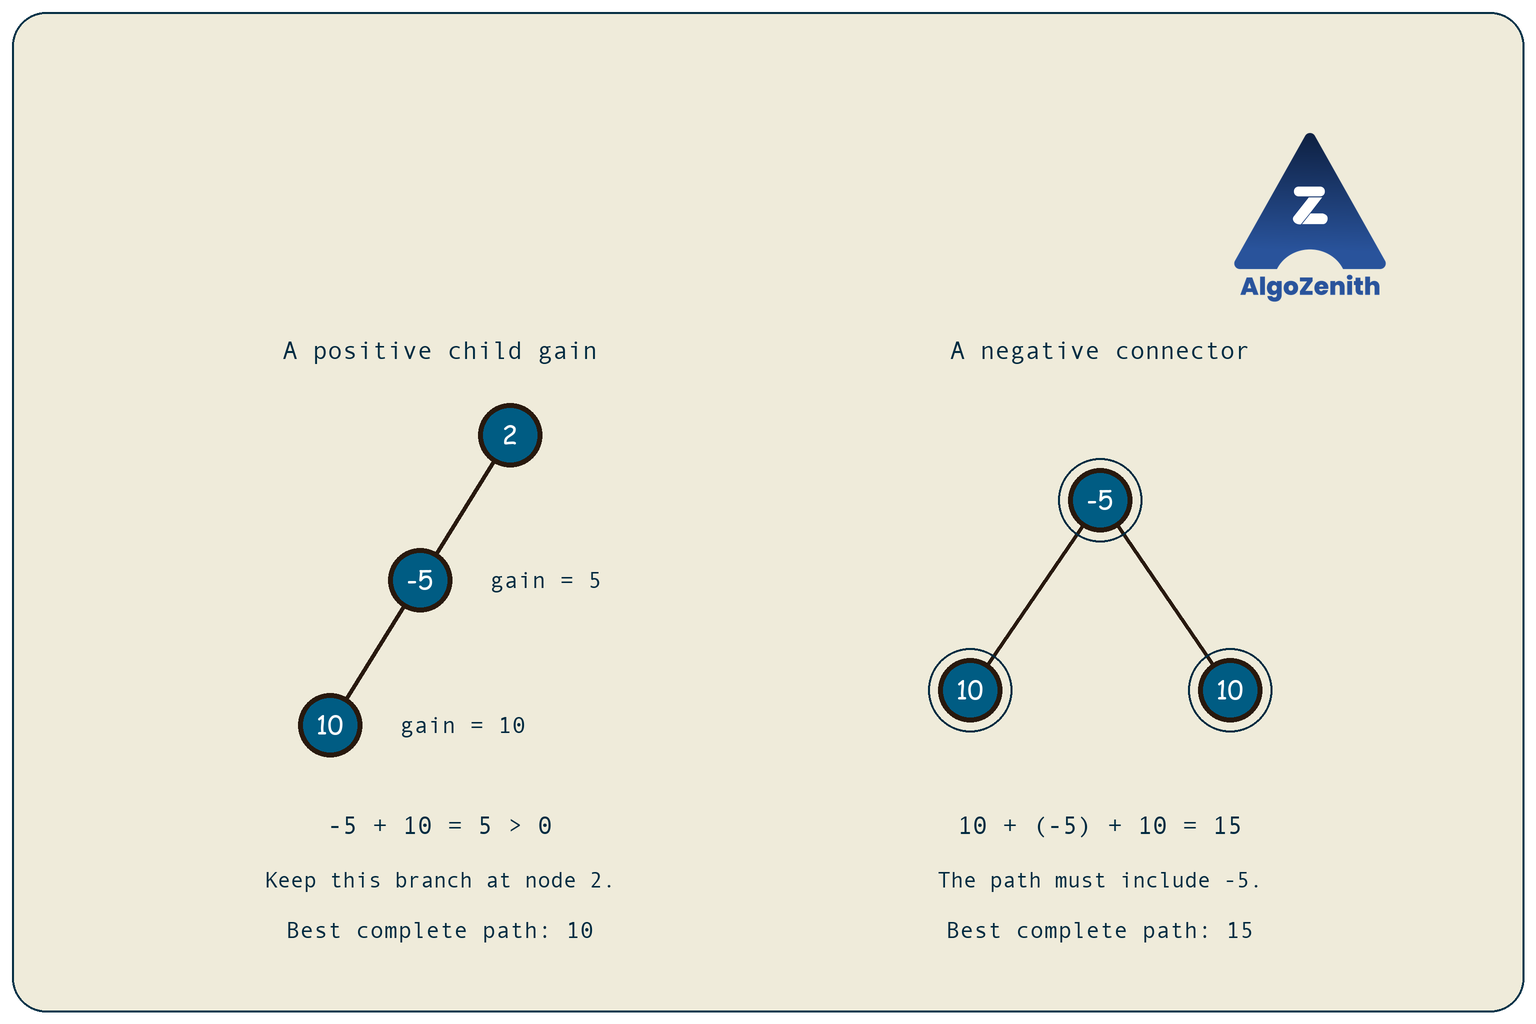 Z
AlgoZenith
A positive child gain
2
-5
gain = 5
10
gain = 10
-5 + 10 = 5 > 0
Keep this branch at node 2.
Best complete path: 10
A negative connector
-5
10
10
10 + (-5) + 10 = 15
The path must include -5.
Best complete path: 15